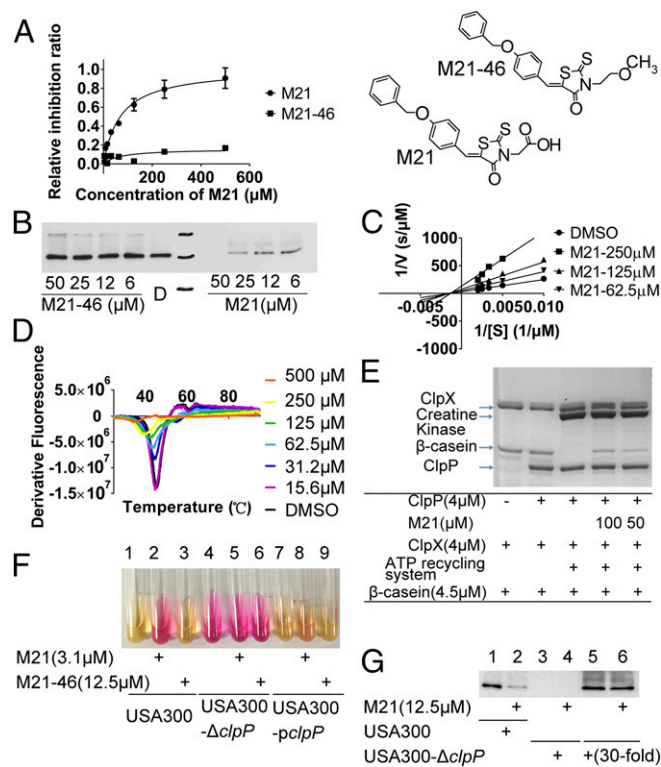 A
Relative inhibition ratio
1.0
0.8
0.6
0.4
0.2
0.0
0 200 400 600
Concentration of M21 (µM)
M21
M21-46
O
M21-46
S S
N
O
O
CH3
O
M21
S S
N
O
O
OH
B
50 25 12 6
M21-46 (µM)
D
50 25 12 6
M21(µM)
C
1/V (s/µM)
1000
500
-500
-1000
-0.005 0.005 0.010
1/[S] (1/µM)
DMSO
M21-250µM
M21-125µM
M21-62.5µM
D
Derivative Fluorescence
5.0×10⁶
0
-5.0×10⁶
-1.0×10⁷
-1.5×10⁷
40 60 80
Temperature (℃)
500 µM
250 µM
125 µM
62.5µM
31.2µM
15.6µM
DMSO
E
ClpX
Creatine
Kinase
β-casein
ClpP
ClpP(4µM) - + + + +
M21(µM) 100 50
ClpX(4µM) + + + + +
ATP recycling
system + + +
β-casein(4.5µM) + + + + +
F
1 2 3 4 5 6 7 8 9
M21(3.1µM) + + +
M21-46(12.5µM) + + +
USA300 USA300 USA300
-ΔclpP -pclpP
G
1 2 3 4 5 6
M21(12.5µM) + + +
USA300 +
USA300-ΔclpP + +(30-fold)